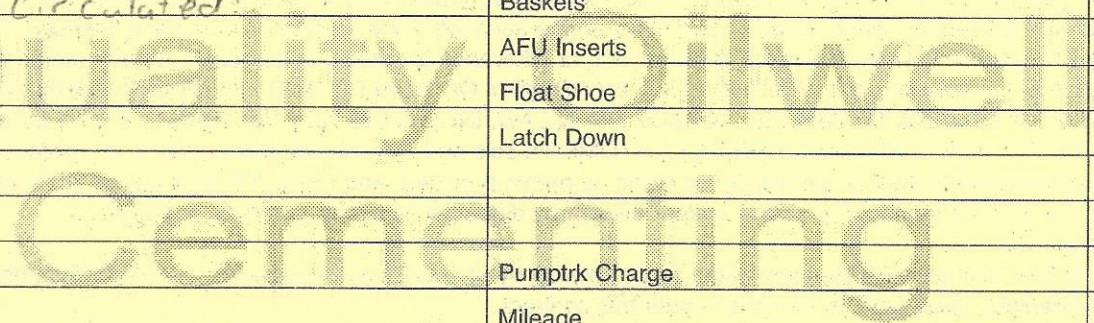 Circulated
Baskets
AFU Inserts
Quality Oilwell
Float Shoe
Latch Down
Cementing
Pumptrk Charge
Mileage